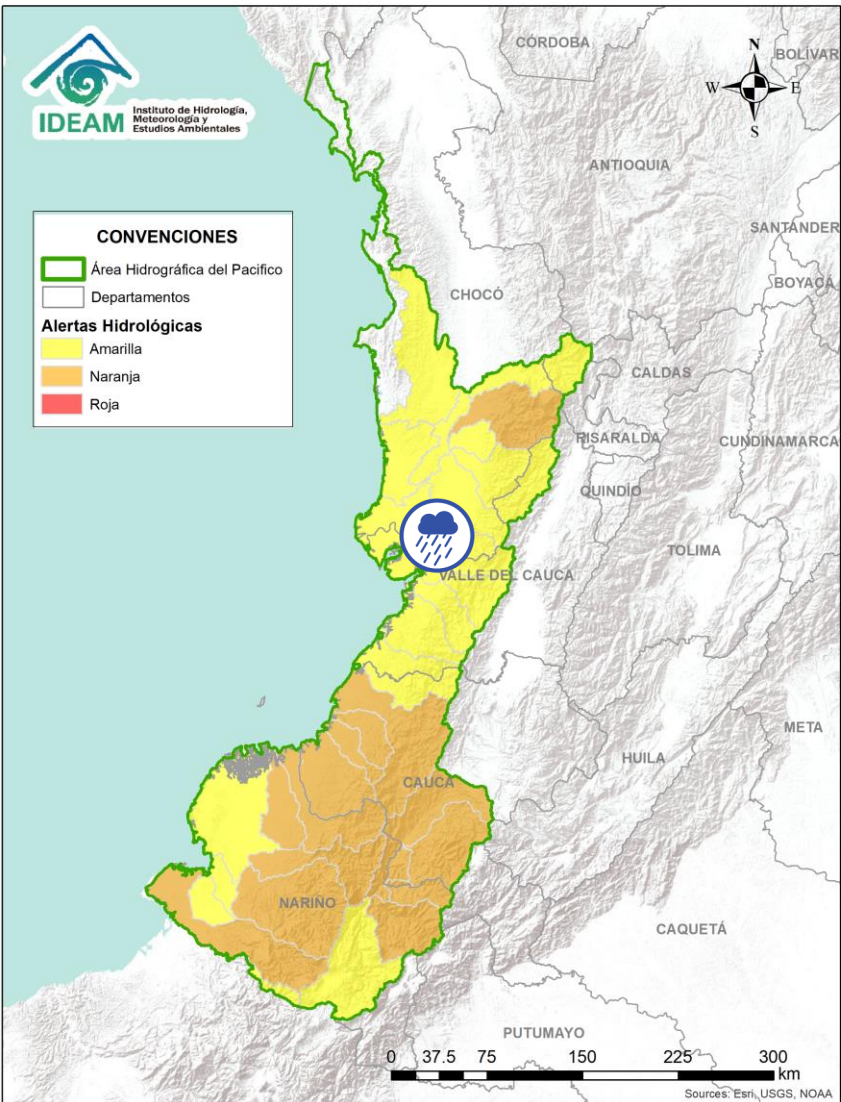 IDEAM
Instituto de Hidrología,
Meteorología y
Estudios Ambientales
N
W
E
S
CÓRDOBA
BOLÍVAR
ANTIOQUIA
SANTANDER
BOYACÁ
CHOCÓ
CONVENCIONES
Área Hidrográfica del Pacifico
Departamentos
Alertas Hidrológicas
Amarilla
Naranja
Roja
CALDAS
RISARALDA
CUNDINAMARCA
QUINDÍO
TOLIMA
VALLE DEL CAUCA
META
HUILA
CAUCA
NARIÑO
CAQUETÁ
PUTUMAYO
0 37.5 75 150 225 300
km
Sources: Esri, USGS, NOAA